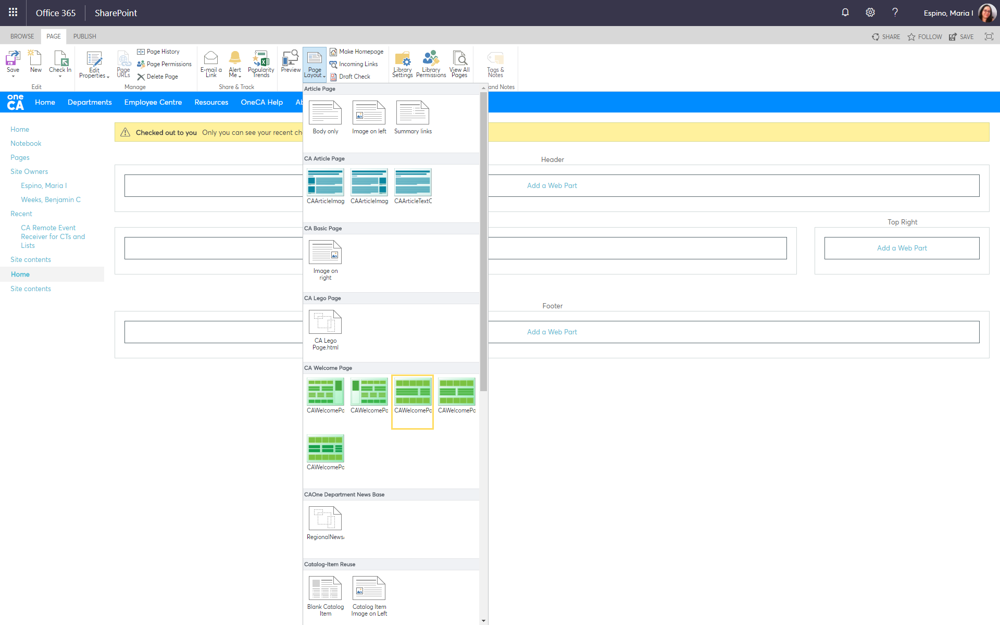 Office 365
SharePoint
Espino, Maria I
BROWSE
PAGE
PUBLISH
SHARE
FOLLOW
SAVE
Save
New
Check In
Edit
Edit
Properties
Page
URLs
Page History
Page Permissions
Delete Page
Manage
E-mail a
Link
Alert
Me
Popularity
Trends
Share & Track
Preview
Page
Layout
Make Homepage
Incoming Links
Draft Check
Library
Settings
Library
Permissions
View All
Pages
Tags &
Notes
and Notes
one
CA
Home
Departments
Employee Centre
Resources
OneCA Help
Ab
Home
Notebook
Pages
Site Owners
Espino, Maria I
Weeks, Benjamin C
Recent
CA Remote Event
Receiver for CTs and
Lists
Site contents
Home
Site contents
Checked out to you Only you can see your recent ch
Article Page
Body only
Image on left
Summary links
CA Article Page
CAArticleImag
CAArticleImag
CAArticleTextC
CA Basic Page
Image on
right
CA Lego Page
CA Lego
Page.html
CA Welcome Page
CAWelcomePa
CAWelcomePa
CAWelcomePa
CAWelcomePa
CAWelcomePa
CAOne Department News Base
RegionalNews
Catalog-Item Reuse
Blank Catalog
Item
Catalog Item
Image on Left
Header
Add a Web Part
Top Right
Add a Web Part
Footer
Add a Web Part